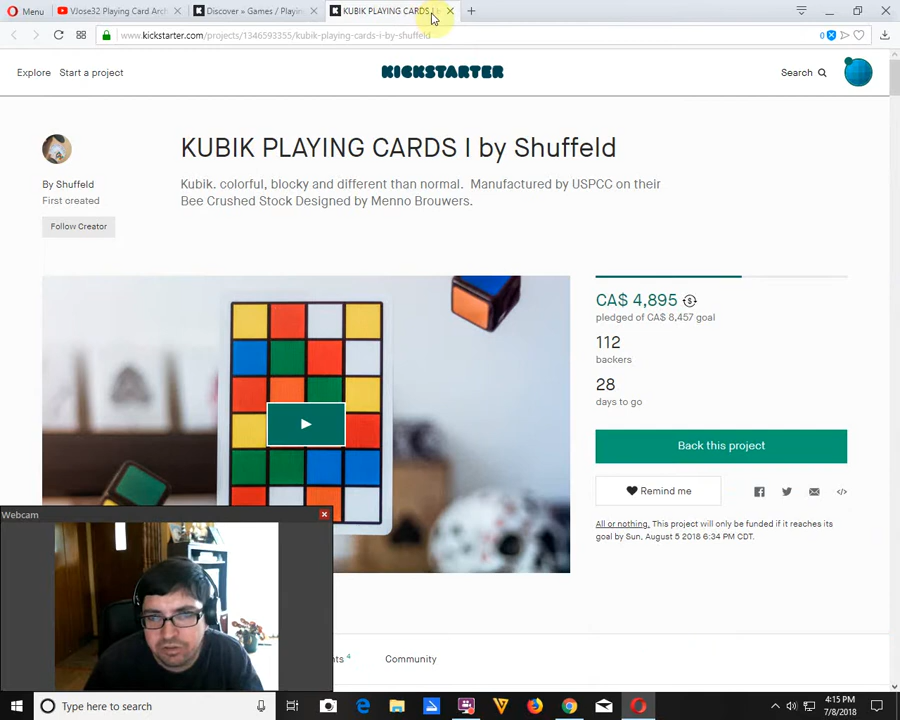 Menu
VJose32 Playing Card Arch
Discover » Games / Playin
KUBIK PLAYING CARDS I
www.kickstarter.com/projects/1346593355/kubik-playing-cards-i-by-shuffeld
0
Explore
Start a project
KICKSTARTER
Search
KUBIK PLAYING CARDS I by Shuffeld
By Shuffeld
First created
Follow Creator
Kubik. colorful, blocky and different than normal. Manufactured by USPCC on their
Bee Crushed Stock Designed by Menno Brouwers.
CA$ 4,895
pledged of CA$ 8,457 goal
112
backers
28
days to go
Back this project
Remind me
All or nothing. This project will only be funded if it reaches its
goal by Sun, August 5 2018 6:34 PM CDT.
Webcam
4
Community
Type here to search
4:15 PM
7/8/2018